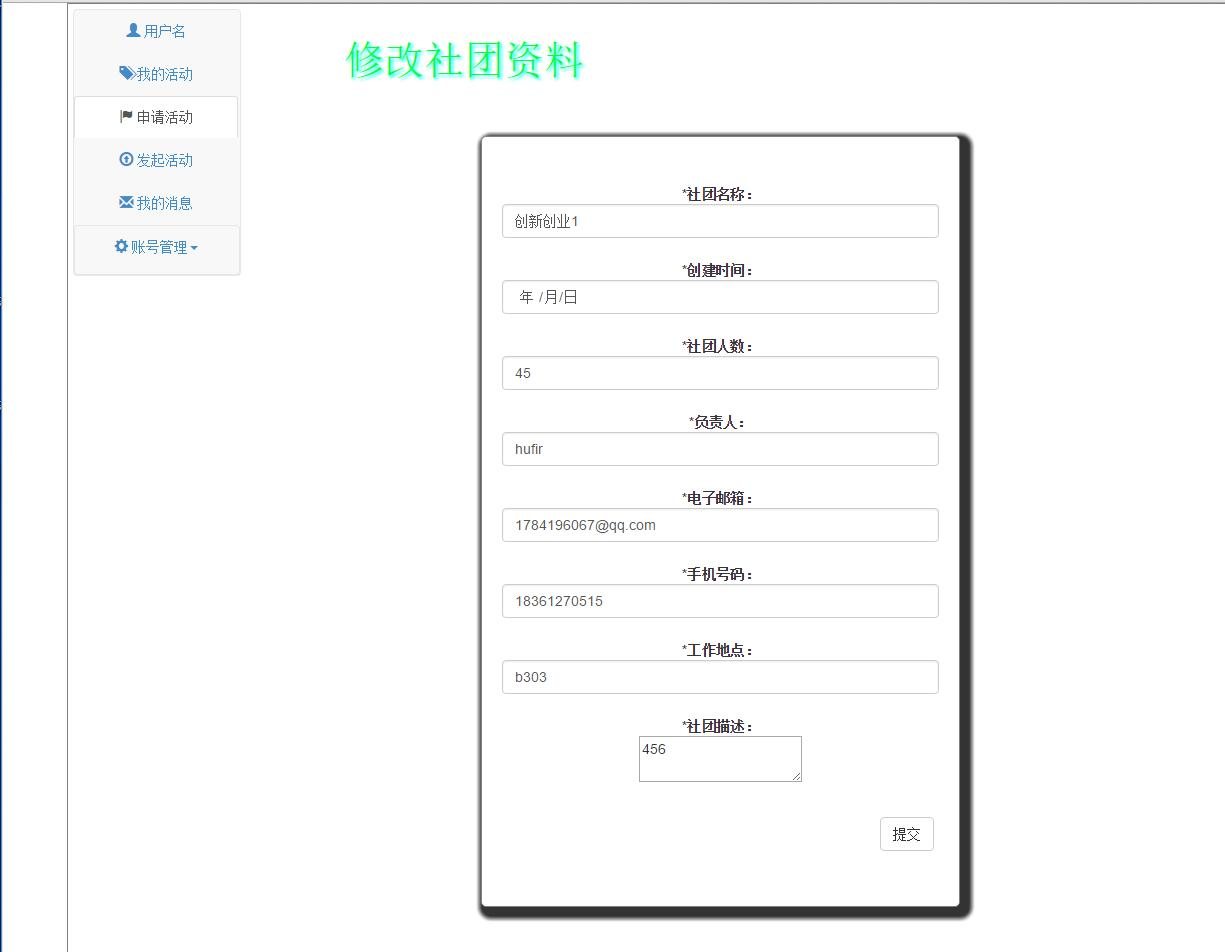 用户名
我的活动
申请活动
发起活动
我的消息
账号管理
修改社团资料
*社团名称：
创新创业1
*创建时间：
年 /月/日
*社团人数：
45
*负责人：
hufir
*电子邮箱：
1784196067@qq.com
*手机号码：
18361270515
*工作地点：
b303
*社团描述：
456
提交